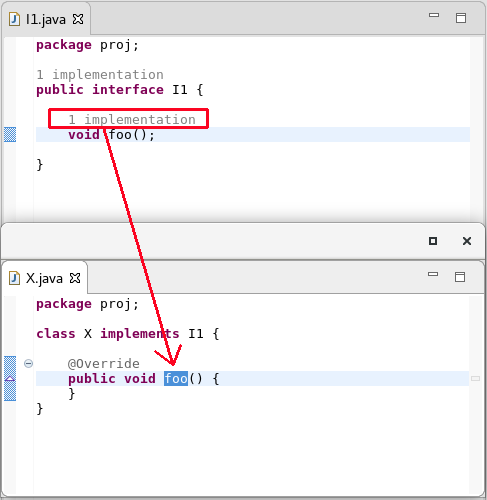 I1.java
package proj;
1 implementation
public interface I1 {
1 implementation
void foo();
}
X.java
package proj;
class X implements I1 {
@Override
public void foo() {
}
}